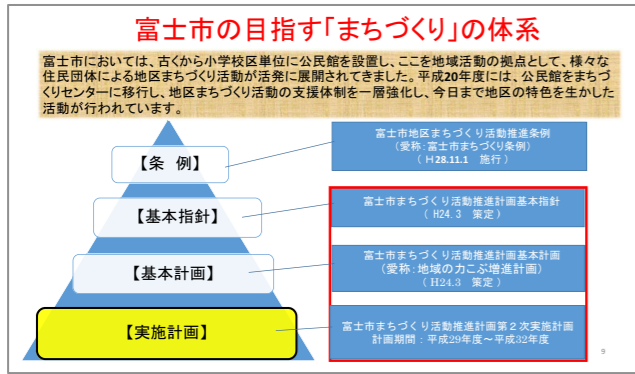 富士市の目指す「まちづくり」の体系
富士市においては、古くから小学校区単位に公民館を設置し、ここを地域活動の拠点として、様々な
住民団体による地区まちづくり活動が活発に展開されてきました。平成20年度には、公民館をまちづ
くりセンターに移行し、地区まちづくり活動の支援体制を一層強化し、今日まで地区の特色を生かした
活動が行われています。
【条 例】
富士市地区まちづくり活動推進条例
(愛称:富士市まちづくり条例)
( H28.11.1 施行 )
【基本指針】
富士市まちづくり活動推進計画基本指針
( H24.3 策定 )
【基本計画】
富士市まちづくり活動推進計画基本計画
(愛称:地域の力こぶ増進計画)
( H24.3 策定 )
【実施計画】
富士市まちづくり活動推進計画第2次実施計画
計画期間:平成29年度~平成32年度
9